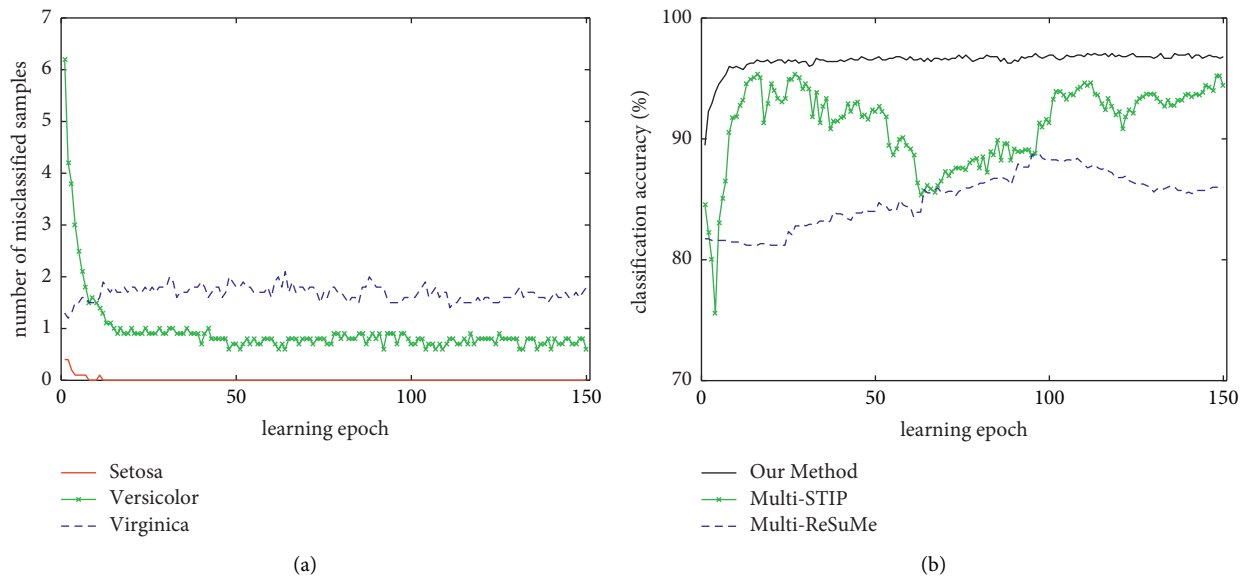 7
6
5
4
3
2
1
0
number of misclassified samples
0
50
100
150
learning epoch
Setosa
Versicolor
Virginica
(a)
100
90
80
70
classification accuracy (%)
0
50
100
150
learning epoch
Our Method
Multi-STIP
Multi-ReSuMe
(b)